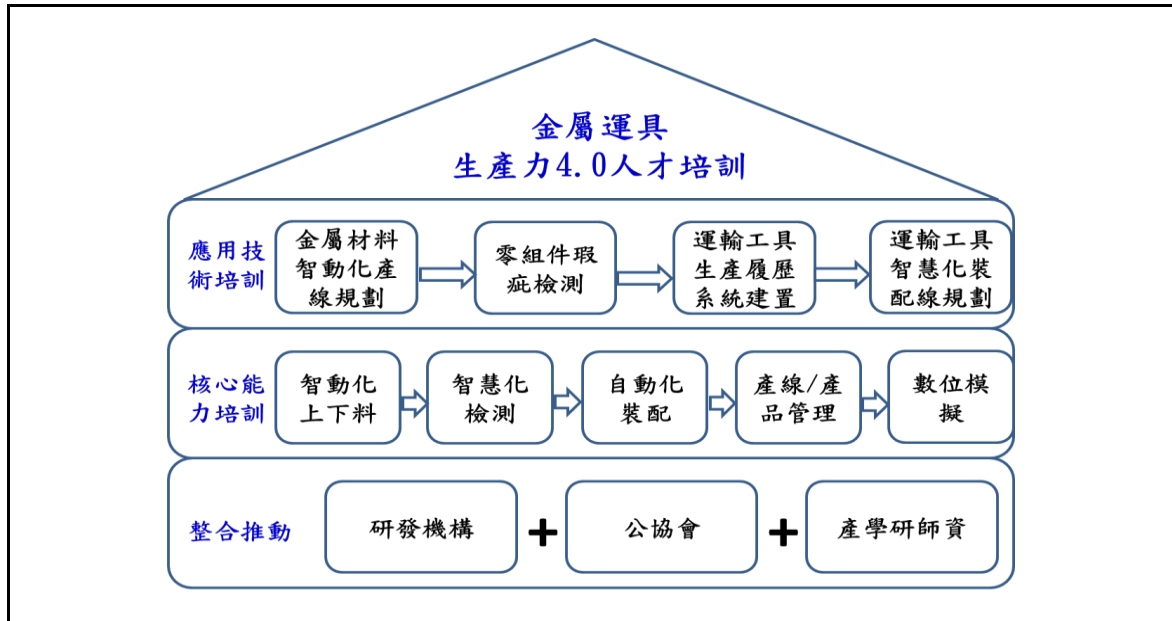 金屬運具
生產力4.0人才培訓
應用技
術培訓
金屬材料
智動化產
線規劃
零組件瑕
疵檢測
運輸工具
生產履歷
系統建置
運輸工具
智慧化裝
配線規劃
核心能
力培訓
智動化
上下料
智慧化
檢測
自動化
裝配
產線/產
品管理
數位模
擬
整合推動
研發機構
+
公協會
+
產學研師資